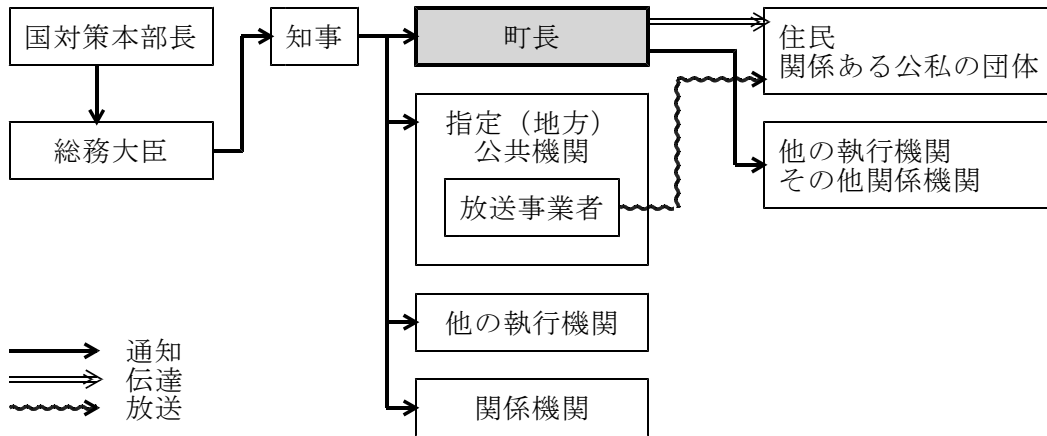 国対策本部長
総務大臣
知事
町長
指定（地方）
公共機関
放送事業者
他の執行機関
関係機関
住民
関係ある公私の団体
他の執行機関
その他関係機関
通知
伝達
放送